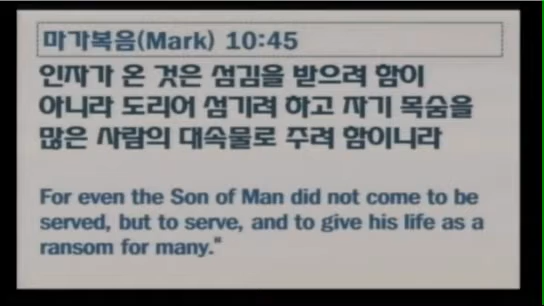 마가복음(Mark) 10:45
인자가 온 것은 섬김을 받으려 함이
아니라 도리어 섬기려 하고 자기 목숨을
많은 사람의 대속물로 주려 함이니라
For even the Son of Man did not come to be
served, but to serve, and to give his life as a
ransom for many."